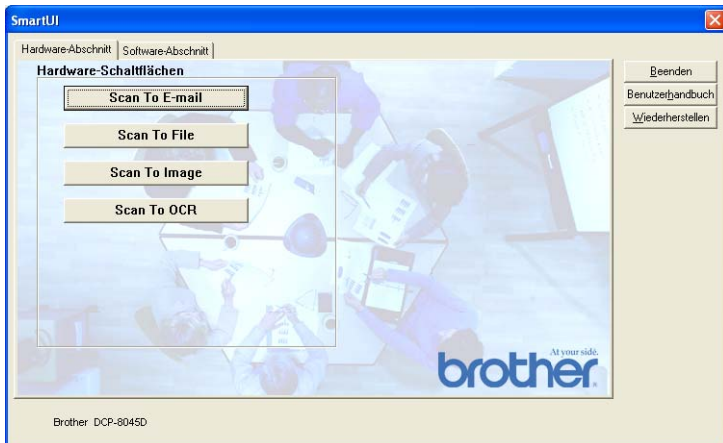 SmartUI
Hardware-Abschnitt Software-Abschnitt
Hardware-Schaltflächen
Scan To E-mail
Scan To File
Scan To Image
Scan To OCR
Beenden
Benutzerhandbuch
Wiederherstellen
At your side.
brother
Brother DCP-8045D